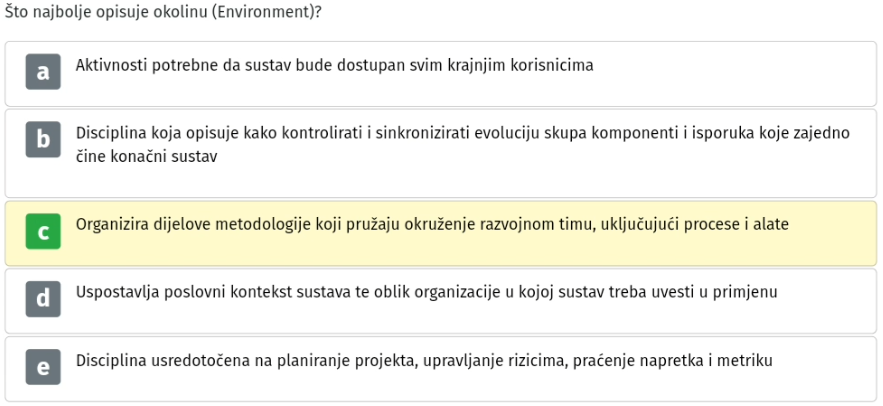 Što najbolje opisuje okolinu (Environment)?
a Aktivnosti potrebne da sustav bude dostupan svim krajnjim korisnicima
b Disciplina koja opisuje kako kontrolirati i sinkronizirati evoluciju skupa komponenti i isporuka koje zajedno
čine konačni sustav
c Organizira dijelove metodologije koji pružaju okruženje razvojnom timu, uključujući procese i alate
d Uspostavlja poslovni kontekst sustava te oblik organizacije u kojoj sustav treba uvesti u primjenu
e Disciplina usredotočena na planiranje projekta, upravljanje rizicima, praćenje napretka i metriku